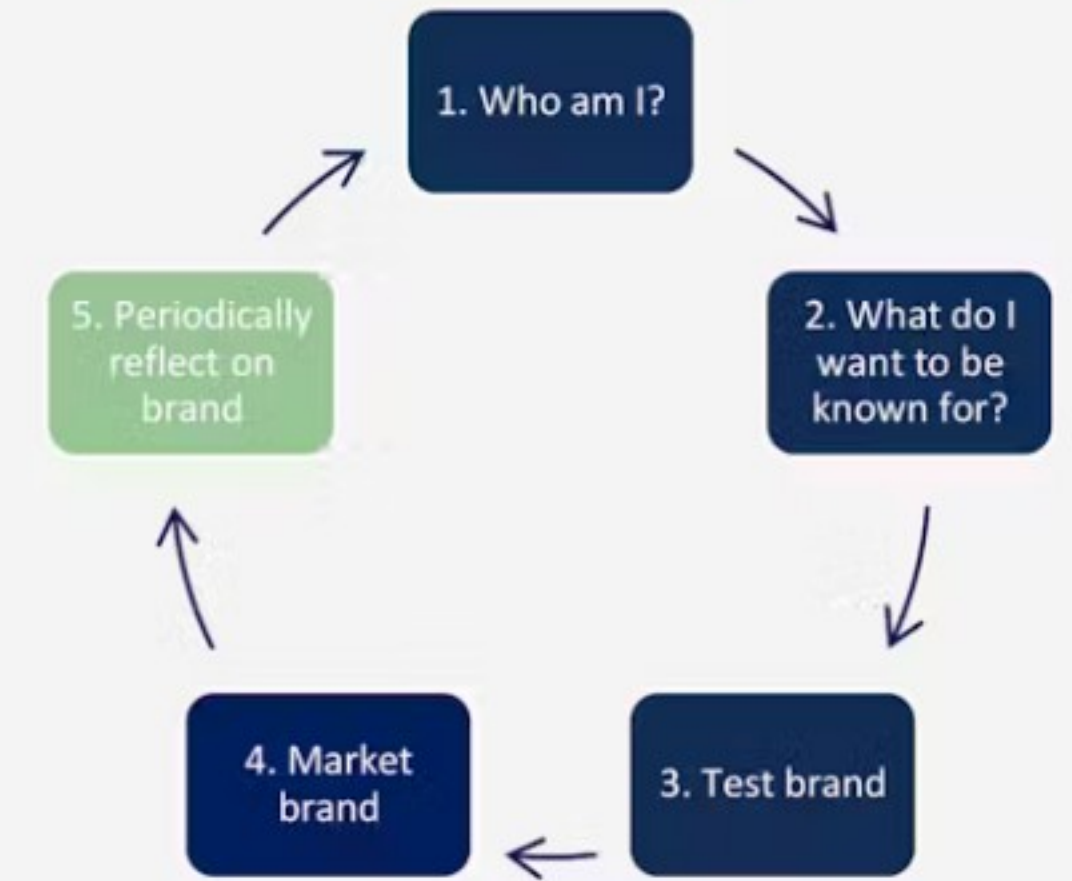 1. Who am I?
2. What do I
want to be
known for?
3. Test brand
4. Market
brand
5. Periodically
reflect on
brand